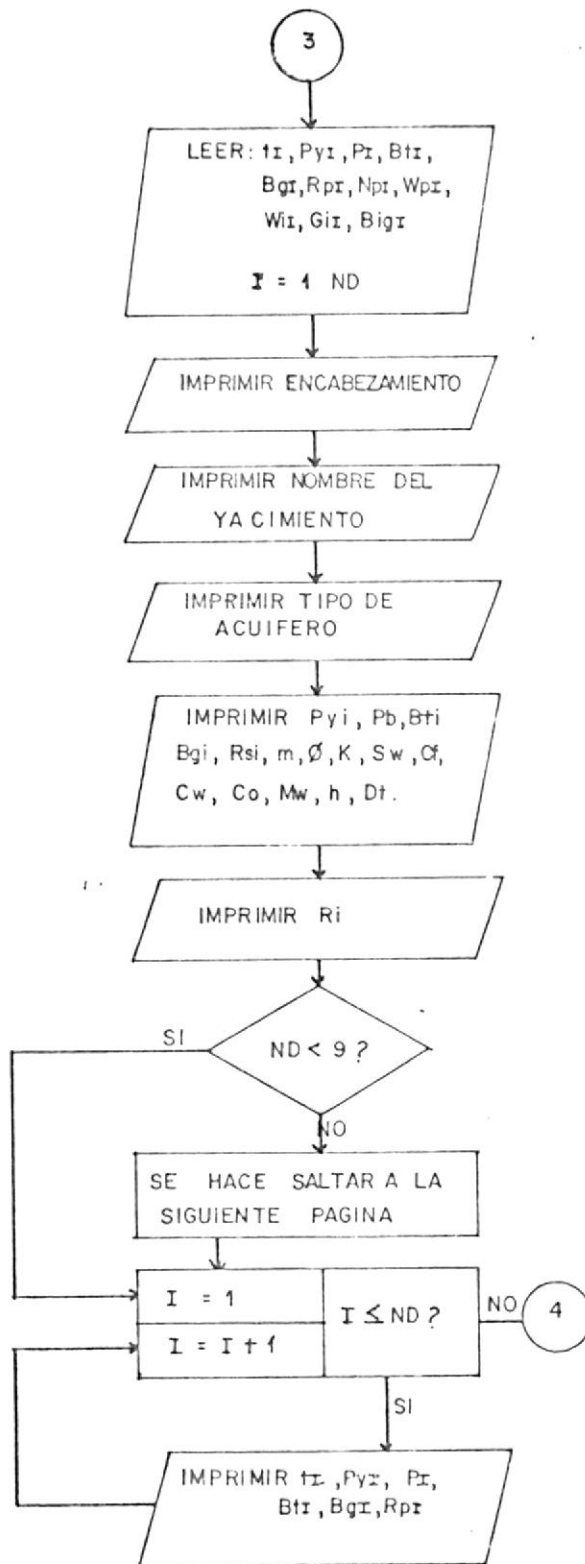 3
LEER: tI, PyI, PI, BtI,
BgI, RpI, NpI, WpI,
WiI, GiI, BigI
I = 1 ND
IMPRIMIR ENCABEZAMIENTO
IMPRIMIR NOMBRE DEL
YACIMIENTO
IMPRIMIR TIPO DE
ACUIFERO
IMPRIMIR Pyi, Pb, Bti
Bgi, Rsi, m, Ø, K, Sw, Cf,
Cw, Co, Mw, h, Dt.
IMPRIMIR Ri
SI
ND < 9 ?
NO
SE HACE SALTAR A LA
SIGUIENTE PAGINA
I = 1
I = I + 1
I ≤ ND ?
NO
4
SI
IMPRIMIR tI, PyI, PI,
BtI, BgI, RpI